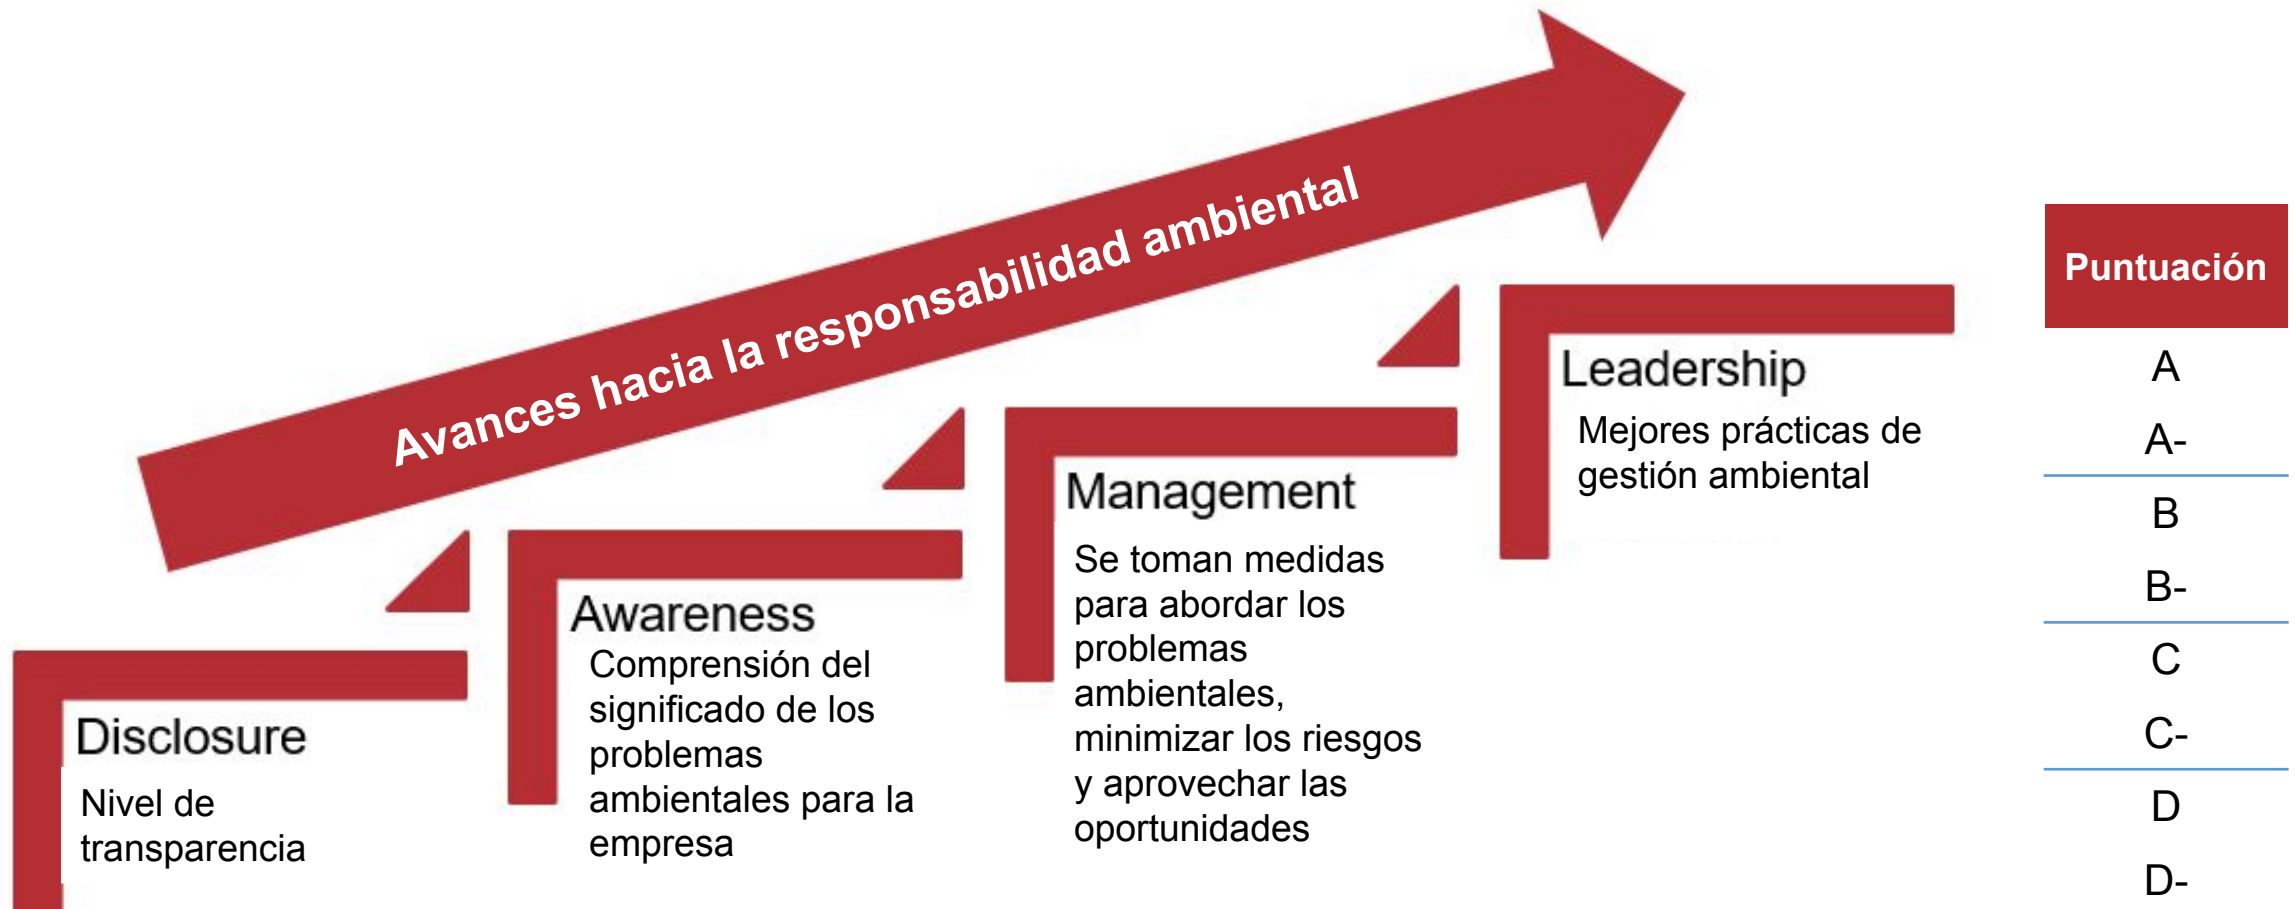 Avances hacia la responsabilidad ambiental
Disclosure
Nivel de
transparencia
Awareness
Comprensión del
significado de los
problemas
ambientales para la
empresa
Management
Se toman medidas
para abordar los
problemas
ambientales,
minimizar los riesgos
y aprovechar las
oportunidades
Leadership
Mejores prácticas de
gestión ambiental
Puntuación
A
A-
B
B-
C
C-
D
D-